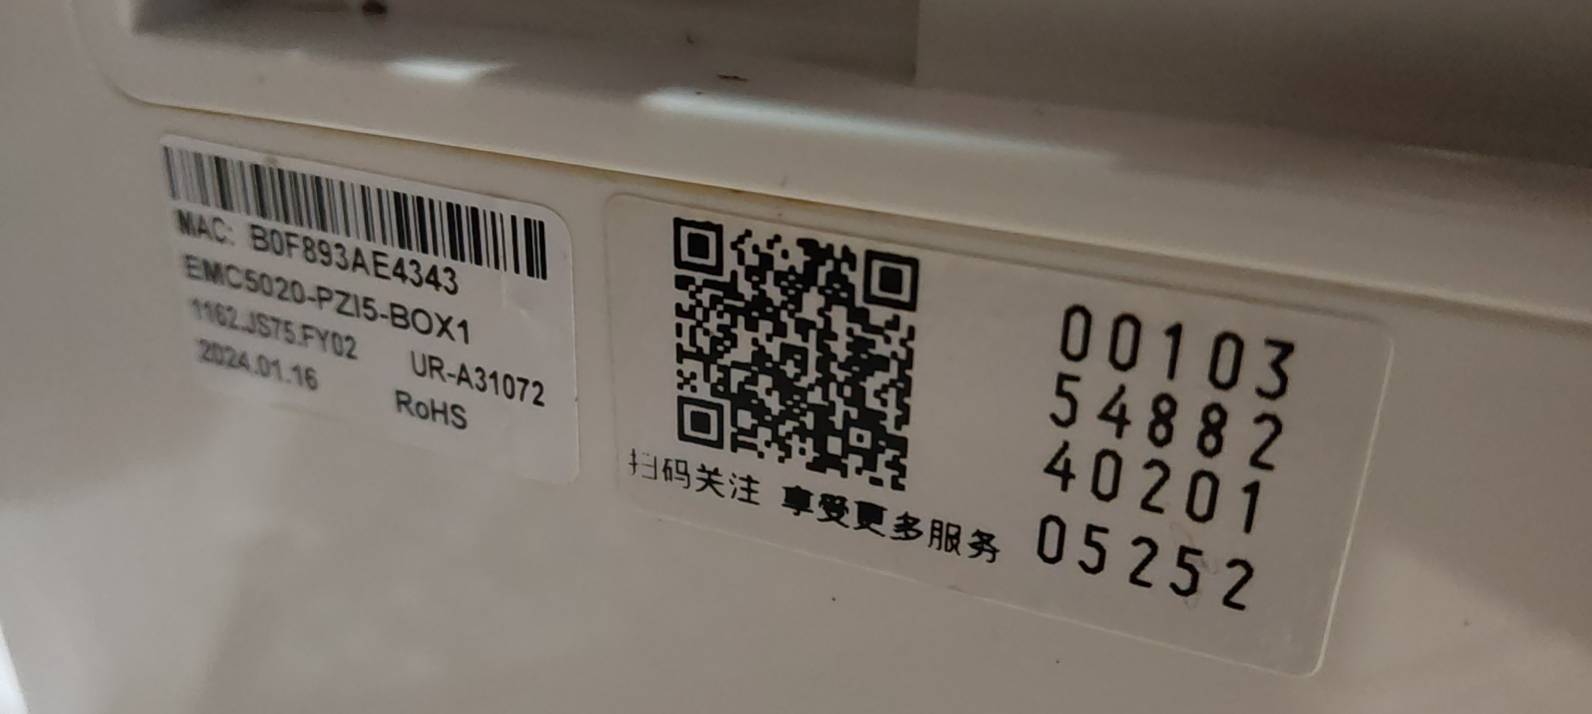 MAC: B0F893AE4343
EMC5020-PZI5-BOX1
1162.JS75.FY02 UR-A31072
2024.01.16 RoHS
扫码关注 享受更多服务
00103
54882
40201
05252